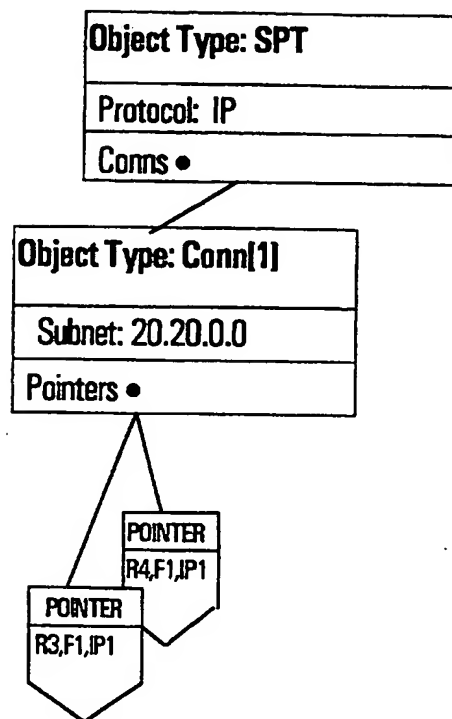 Object Type: SPT
Protocol: IP
Conns •
Object Type: Conn[1]
Subnet: 20.20.0.0
Pointers •
POINTER
R4,F1,IP1
POINTER
R3,F1,IP1